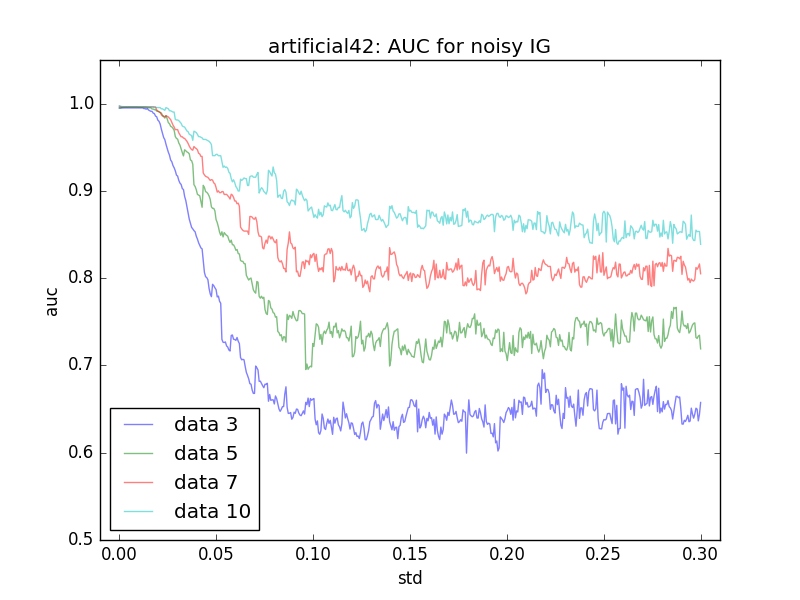 artificial42: AUC for noisy IG
1.0
0.9
0.8
0.7
0.6
0.5
auc
data 3
data 5
data 7
data 10
0.00 0.05 0.10 0.15 0.20 0.25 0.30
std